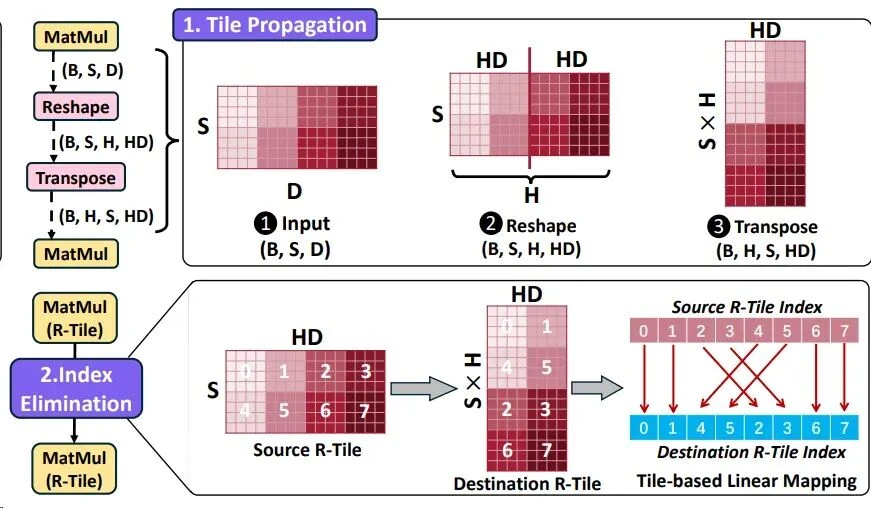 MatMul
(B, S, D)
Reshape
(B, S, H, HD)
Transpose
(B, H, S, HD)
MatMul
1. Tile Propagation
S
D
❶ Input
(B, S, D)
HD HD
S
H
❷ Reshape
(B, S, H, HD)
HD
S × H
❸ Transpose
(B, H, S, HD)
MatMul
(R-Tile)
2.Index
Elimination
MatMul
(R-Tile)
HD
S
0 1 2 3
4 5 6 7
Source R-Tile
HD
S × H
0 1
4 5
2 3
6 7
Destination R-Tile
Source R-Tile Index
0 1 2 3 4 5 6 7
0 1 4 5 2 3 6 7
Destination R-Tile Index
Tile-based Linear Mapping